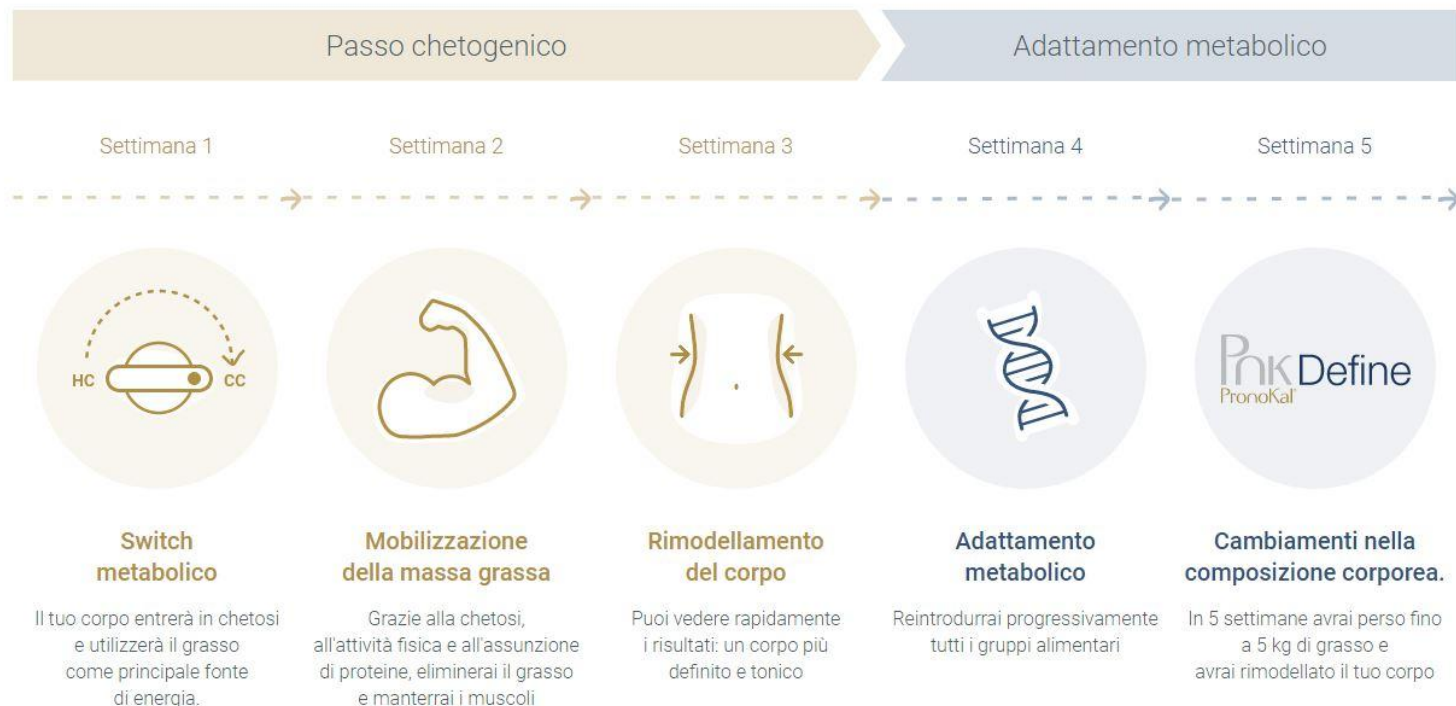 Passo chetogenico
Adattamento metabolico
Settimana 1
Settimana 2
Settimana 3
Settimana 4
Settimana 5
HC
CC
PnK Define
PronoKal®
Switch
metabolico
Il tuo corpo entrerà in chetosi
e utilizzerà il grasso
come principale fonte
di energia.
Mobilizzazione
della massa grassa
Grazie alla chetosi,
all'attività fisica e all'assunzione
di proteine, eliminerai il grasso
e manterrai i muscoli
Rimodellamento
del corpo
Puoi vedere rapidamente
i risultati: un corpo più
definito e tonico
Adattamento
metabolico
Reintrodurrai progressivamente
tutti i gruppi alimentari
Cambiamenti nella
composizione corporea.
In 5 settimane avrai perso fino
a 5 kg di grasso e
avrai rimodellato il tuo corpo